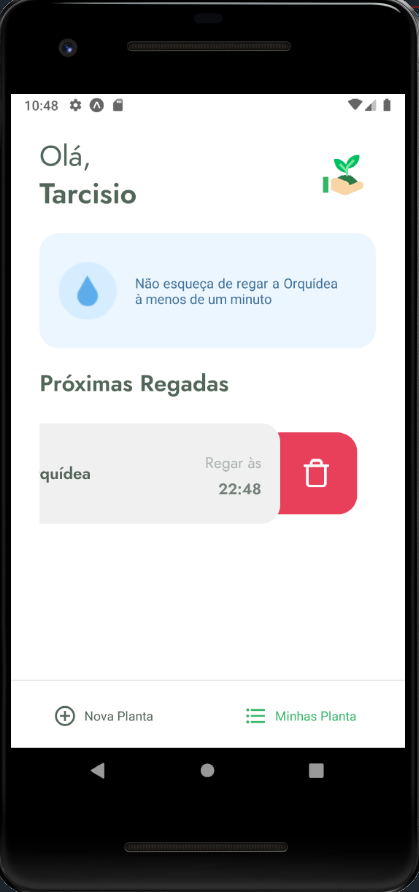 10:48
Olá,
Tarcisio
Não esqueça de regar a Orquídea
à menos de um minuto
Próximas Regadas
quídea
Regar às
22:48
Nova Planta
Minhas Planta